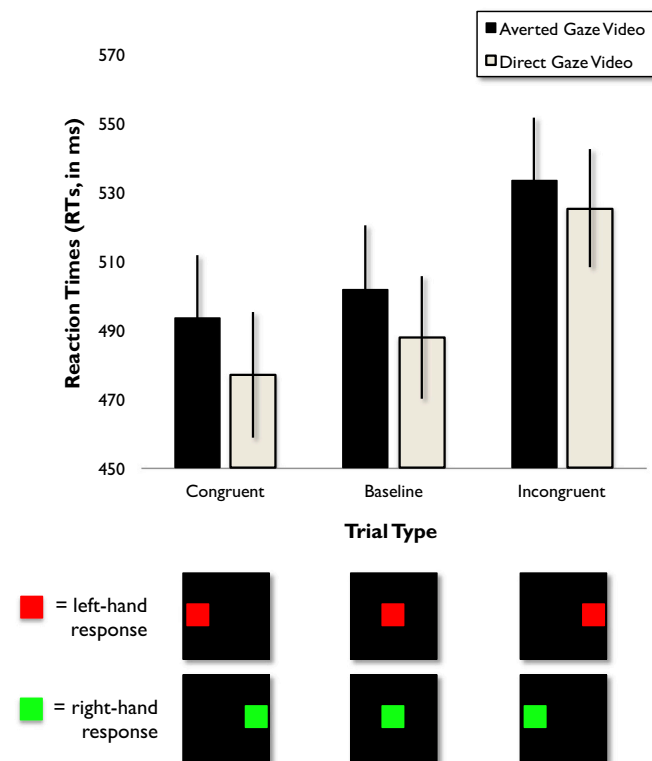 Averted Gaze Video
Direct Gaze Video
570
550
530
510
490
470
450
Reaction Times (RTs, in ms)
Congruent
Baseline
Incongruent
Trial Type
= left-hand
response
= right-hand
response